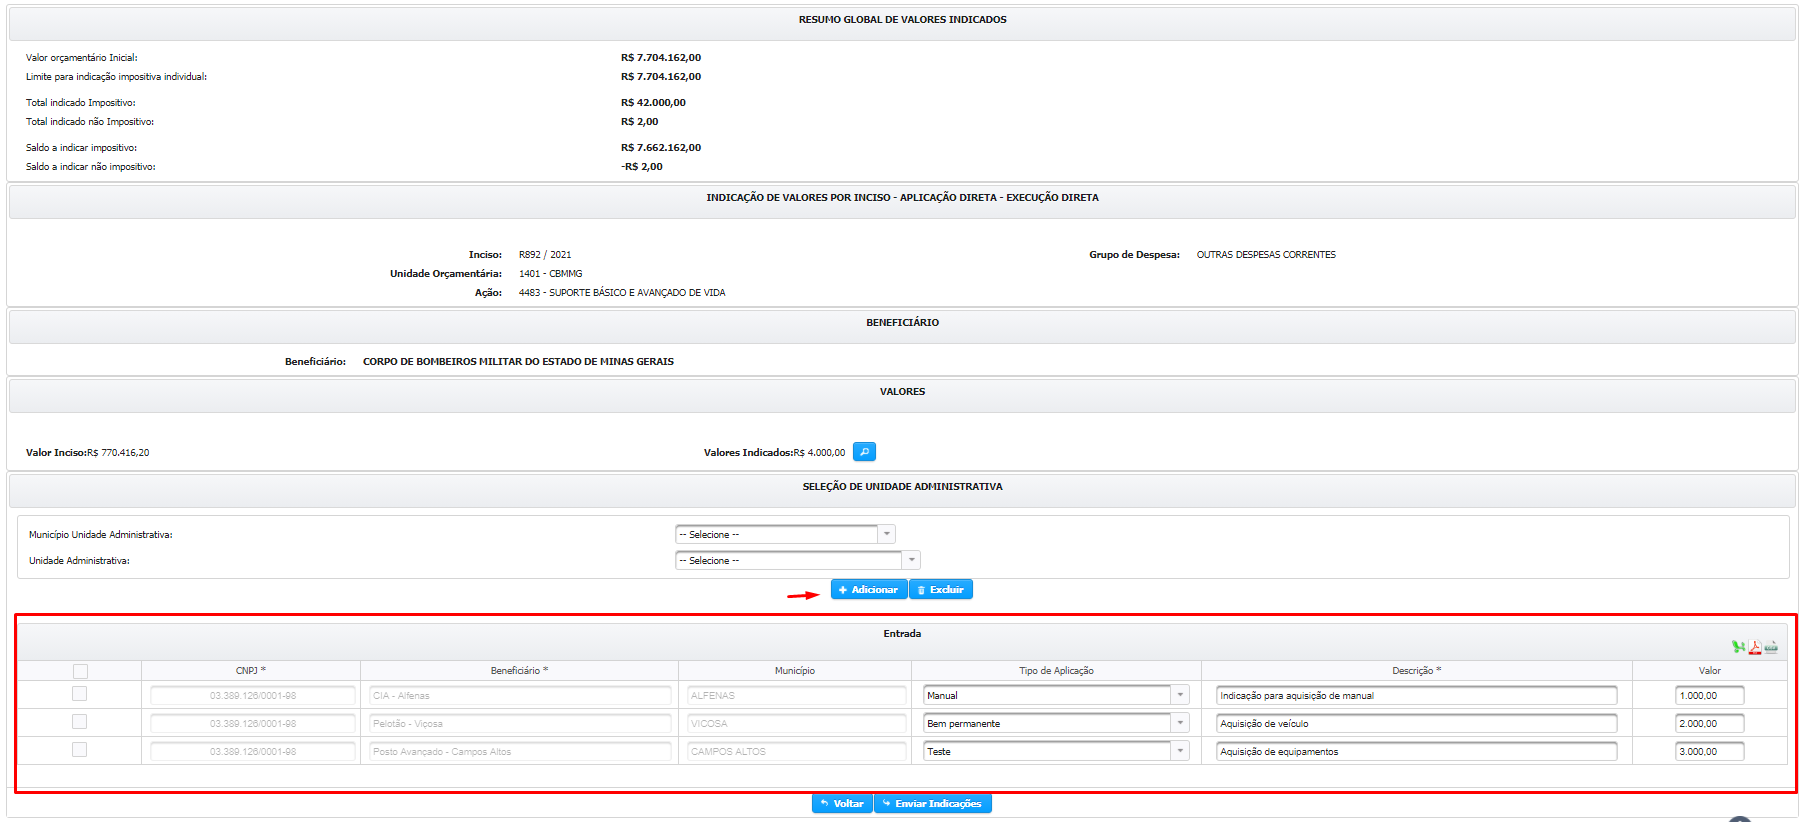 RESUMO GLOBAL DE VALORES INDICADOS
Valor orçamentário Inicial: R$ 7.704.162,00
Limite para indicação impositiva individual: R$ 7.704.162,00
Total indicado Impositivo: R$ 42.000,00
Total indicado não Impositivo: R$ 2,00
Saldo a indicar impositivo: R$ 7.662.162,00
Saldo a indicar não impositivo: -R$ 2,00
INDICAÇÃO DE VALORES POR INCISO - APLICAÇÃO DIRETA - EXECUÇÃO DIRETA
Inciso: R892 / 2021 Grupo de Despesa: OUTRAS DESPESAS CORRENTES
Unidade Orçamentária: 1401 - CBMMG
Ação: 4483 - SUPORTE BÁSICO E AVANÇADO DE VIDA
BENEFICIÁRIO
Beneficiário: CORPO DE BOMBEIROS MILITAR DO ESTADO DE MINAS GERAIS
VALORES
Valor Inciso:R$ 770.416,20 Valores Indicados:R$ 4.000,00
SELEÇÃO DE UNIDADE ADMINISTRATIVA
Município Unidade Administrativa: -- Selecione --
Unidade Administrativa: -- Selecione --
Adicionar Excluir
Entrada
CNPJ * Beneficiário * Município Tipo de Aplicação Descrição * Valor
03.389.126/0001-98 CIA - Alfenas ALFENAS Manual Indicação para aquisição de manual 1.000,00
03.389.126/0001-98 Pelotão - Viçosa VICOSA Bem permanente Aquisição de veículo 2.000,00
03.389.126/0001-98 Posto Avançado - Campos Altos CAMPOS ALTOS Teste Aquisição de equipamentos 3.000,00
Voltar Enviar Indicações